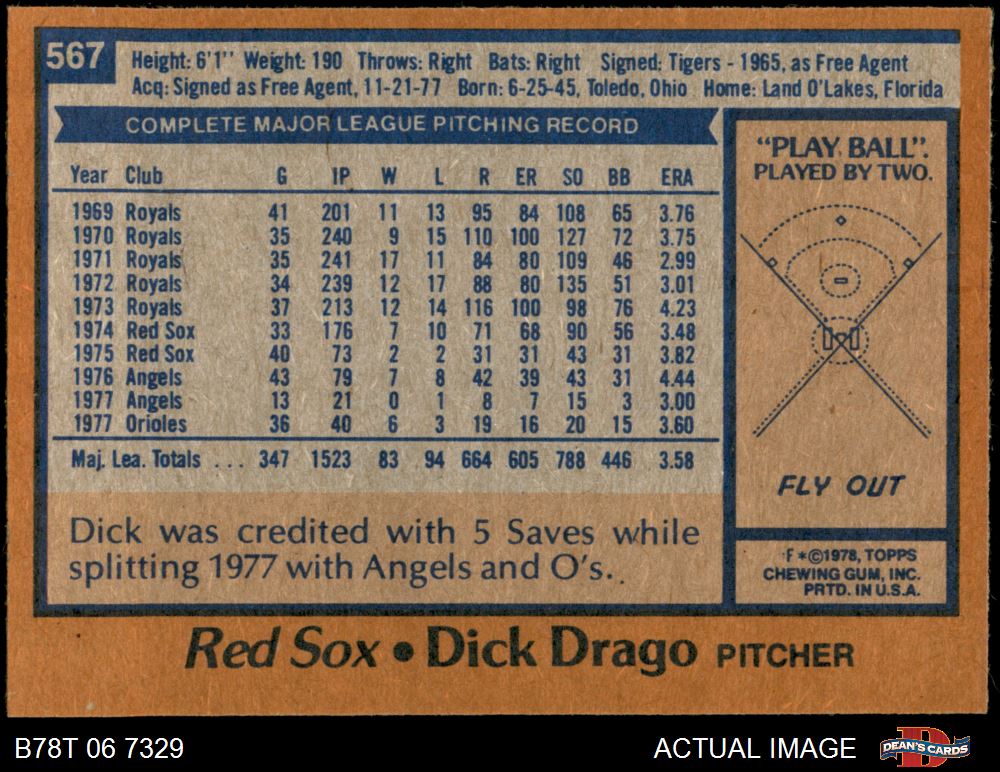 567
Height: 6'1'' Weight: 190 Throws: Right Bats: Right Signed: Tigers - 1965, as Free Agent
Acq: Signed as Free Agent, 11-21-77 Born: 6-25-45, Toledo, Ohio Home: Land O'Lakes, Florida
COMPLETE MAJOR LEAGUE PITCHING RECORD
Year Club G IP W L R ER SO BB ERA
1969 Royals 41 201 11 13 95 84 108 65 3.76
1970 Royals 35 240 9 15 110 100 127 72 3.75
1971 Royals 35 241 17 11 84 80 109 46 2.99
1972 Royals 34 239 12 17 88 80 135 51 3.01
1973 Royals 37 213 12 14 116 100 98 76 4.23
1974 Red Sox 33 176 7 10 71 68 90 56 3.48
1975 Red Sox 40 73 2 2 31 31 43 31 3.82
1976 Angels 43 79 7 8 42 39 43 31 4.44
1977 Angels 13 21 0 1 8 7 15 3 3.00
1977 Orioles 36 40 6 3 19 16 20 15 3.60
Maj. Lea. Totals ... 347 1523 83 94 664 605 788 446 3.58
Dick was credited with 5 Saves while
splitting 1977 with Angels and O's..
"PLAY BALL".
PLAYED BY TWO.
FLY OUT
F *©1978, TOPPS
CHEWING GUM, INC.
PRTD. IN U.S.A.
Red Sox • Dick Drago PITCHER
B78T 06 7329
ACTUAL IMAGE
D
DEAN'S CARDS